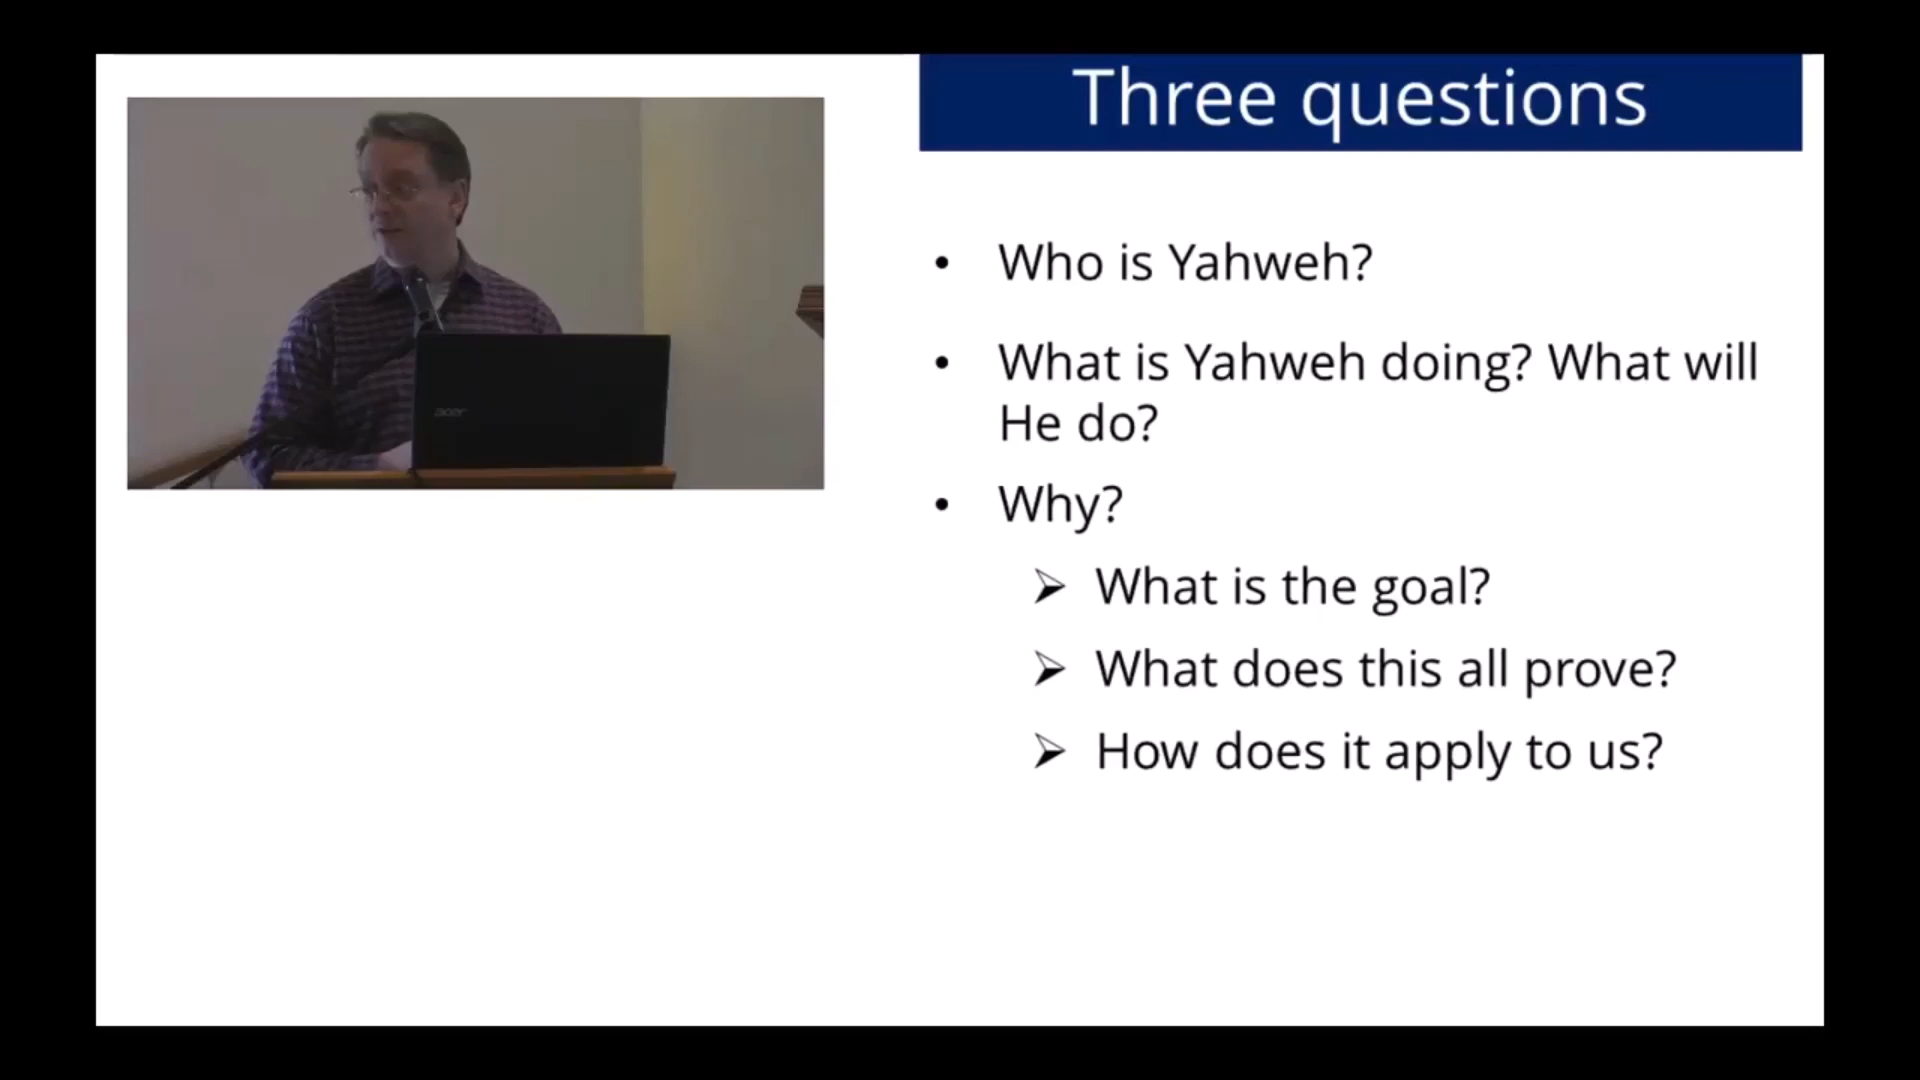 Three questions
• Who is Yahweh?
• What is Yahweh doing? What will
He do?
• Why?
➢ What is the goal?
➢ What does this all prove?
➢ How does it apply to us?
acer